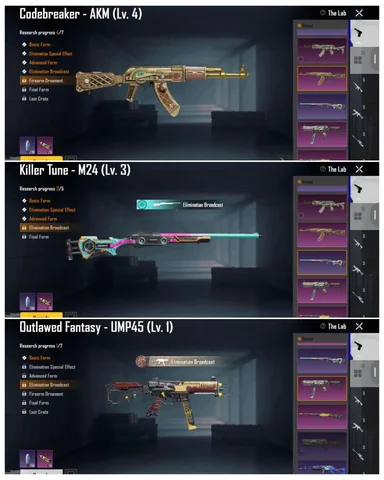 Codebreaker - AKM (Lv. 4)
The Lab
Research progress 4/7
Basic Form
Elimination Special Effect
Advanced Form
Elimination Broadcast
Firearm Ornament
Final Form
Loot Crate
Killer Tune - M24 (Lv. 3)
The Lab
Research progress 3/5
Basic Form
Elimination Special Effect
Advanced Form
Elimination Broadcast
Final Form
Elimination Broadcast
Outlawed Fantasy - UMP45 (Lv. 1)
The Lab
Research progress 1/7
Basic Form
Elimination Special Effect
Advanced Form
Elimination Broadcast
Firearm Ornament
Final Form
Loot Crate
Elimination Broadcast